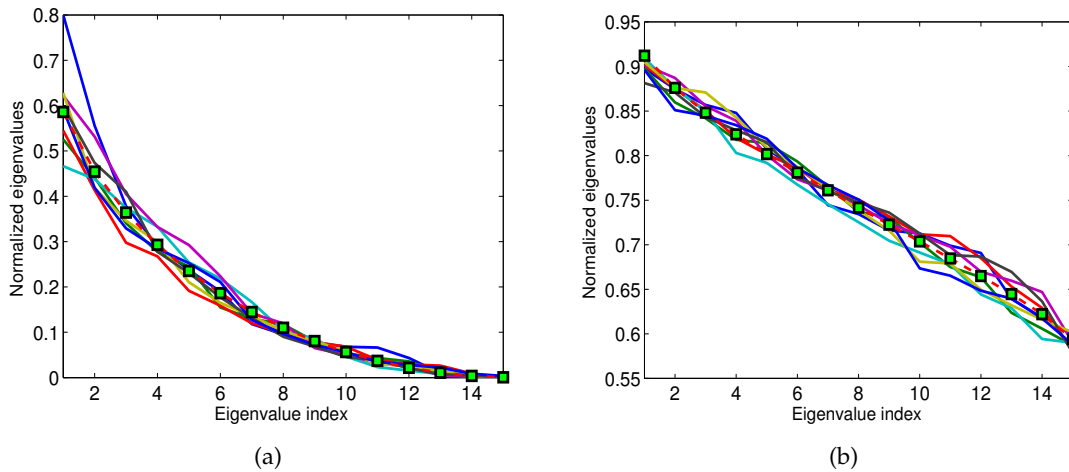 0.8
0.7
0.6
0.5
0.4
0.3
0.2
0.1
0
Normalized eigenvalues
2 4 6 8 10 12 14
Eigenvalue index
(a)
0.95
0.9
0.85
0.8
0.75
0.7
0.65
0.6
0.55
Normalized eigenvalues
2 4 6 8 10 12 14
Eigenvalue index
(b)